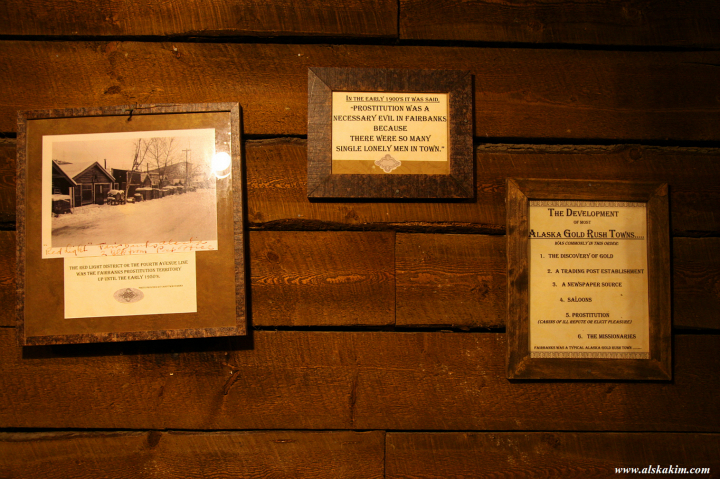 Red Light
THE RED LIGHT DISTRICT OR THE FOURTH AVENUE LINE
WAS THE FAIRBANKS PROSTITUTION TERRITORY
UP UNTIL THE EARLY 1950'S.
IN THE EARLY 1900'S IT WAS SAID,
"PROSTITUTION WAS A
NECESSARY EVIL IN FAIRBANKS
BECAUSE
THERE WERE SO MANY
SINGLE LONELY MEN IN TOWN."
THE DEVELOPMENT
OF MOST
ALASKA GOLD RUSH TOWNS.....
WAS COMMONLY IN THIS ORDER
1. THE DISCOVERY OF GOLD
2. A TRADING POST ESTABLISHMENT
3. A NEWSPAPER SOURCE
4. SALOONS
5. PROSTITUTION
(CABINS OF ILL REPUTE OR ELICIT PLEASURE)
6. THE MISSIONARIES
FAIRBANKS WAS A TYPICAL ALASKA GOLD RUSH TOWN
www.alskakim.com